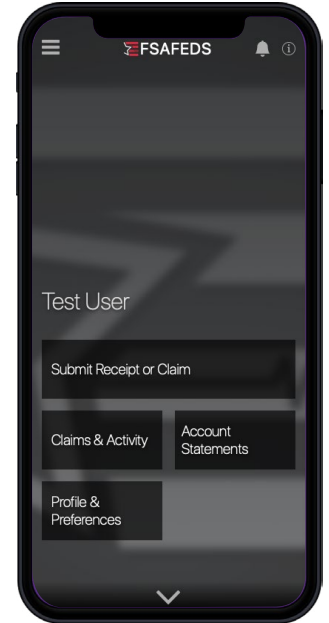 FSAFEDS
Test User
Submit Receipt or Claim
Claims & Activity
Account
Statements
Profile &
Preferences